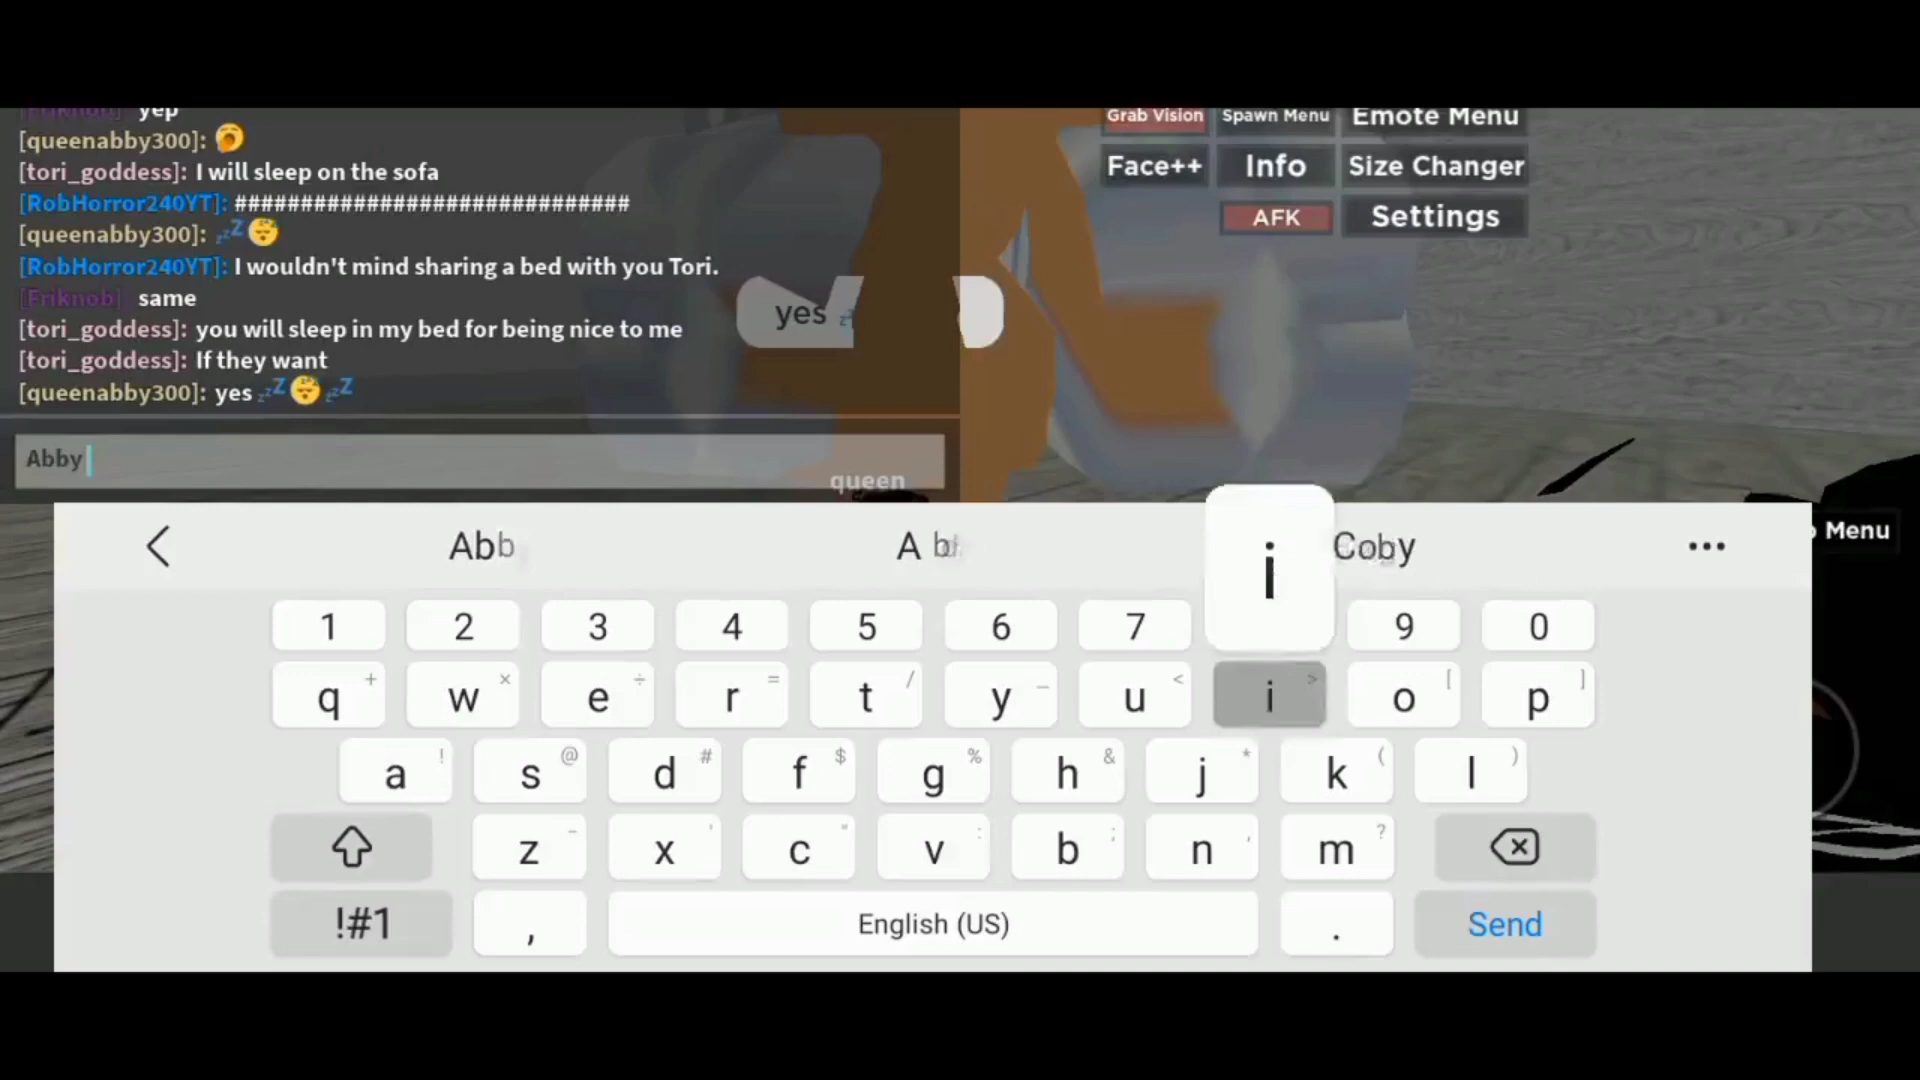 [Friknob] yep
[queenabby300]:
[tori_goddess]: I will sleep on the sofa
[RobHorror240YT]: ##############################
[queenabby300]:
[RobHorror240YT]: I wouldn't mind sharing a bed with you Tori.
[Friknob] same
[tori_goddess]: you will sleep in my bed for being nice to me
[tori_goddess]: If they want
[queenabby300]: yes
yes
Abby
queen
Grab Vision Spawn Menu Emote Menu
Face++ Info Size Changer
AFK Settings
Menu
Abb A Coby
i
1 2 3 4 5 6 7 9 0
q + w × e ÷ r = t / y _ u < i > o [ p ]
a ! s @ d # f $ g % h & j * k ( l )
z - x ' c " v : b ; n , m ?
!#1 , English (US) . Send